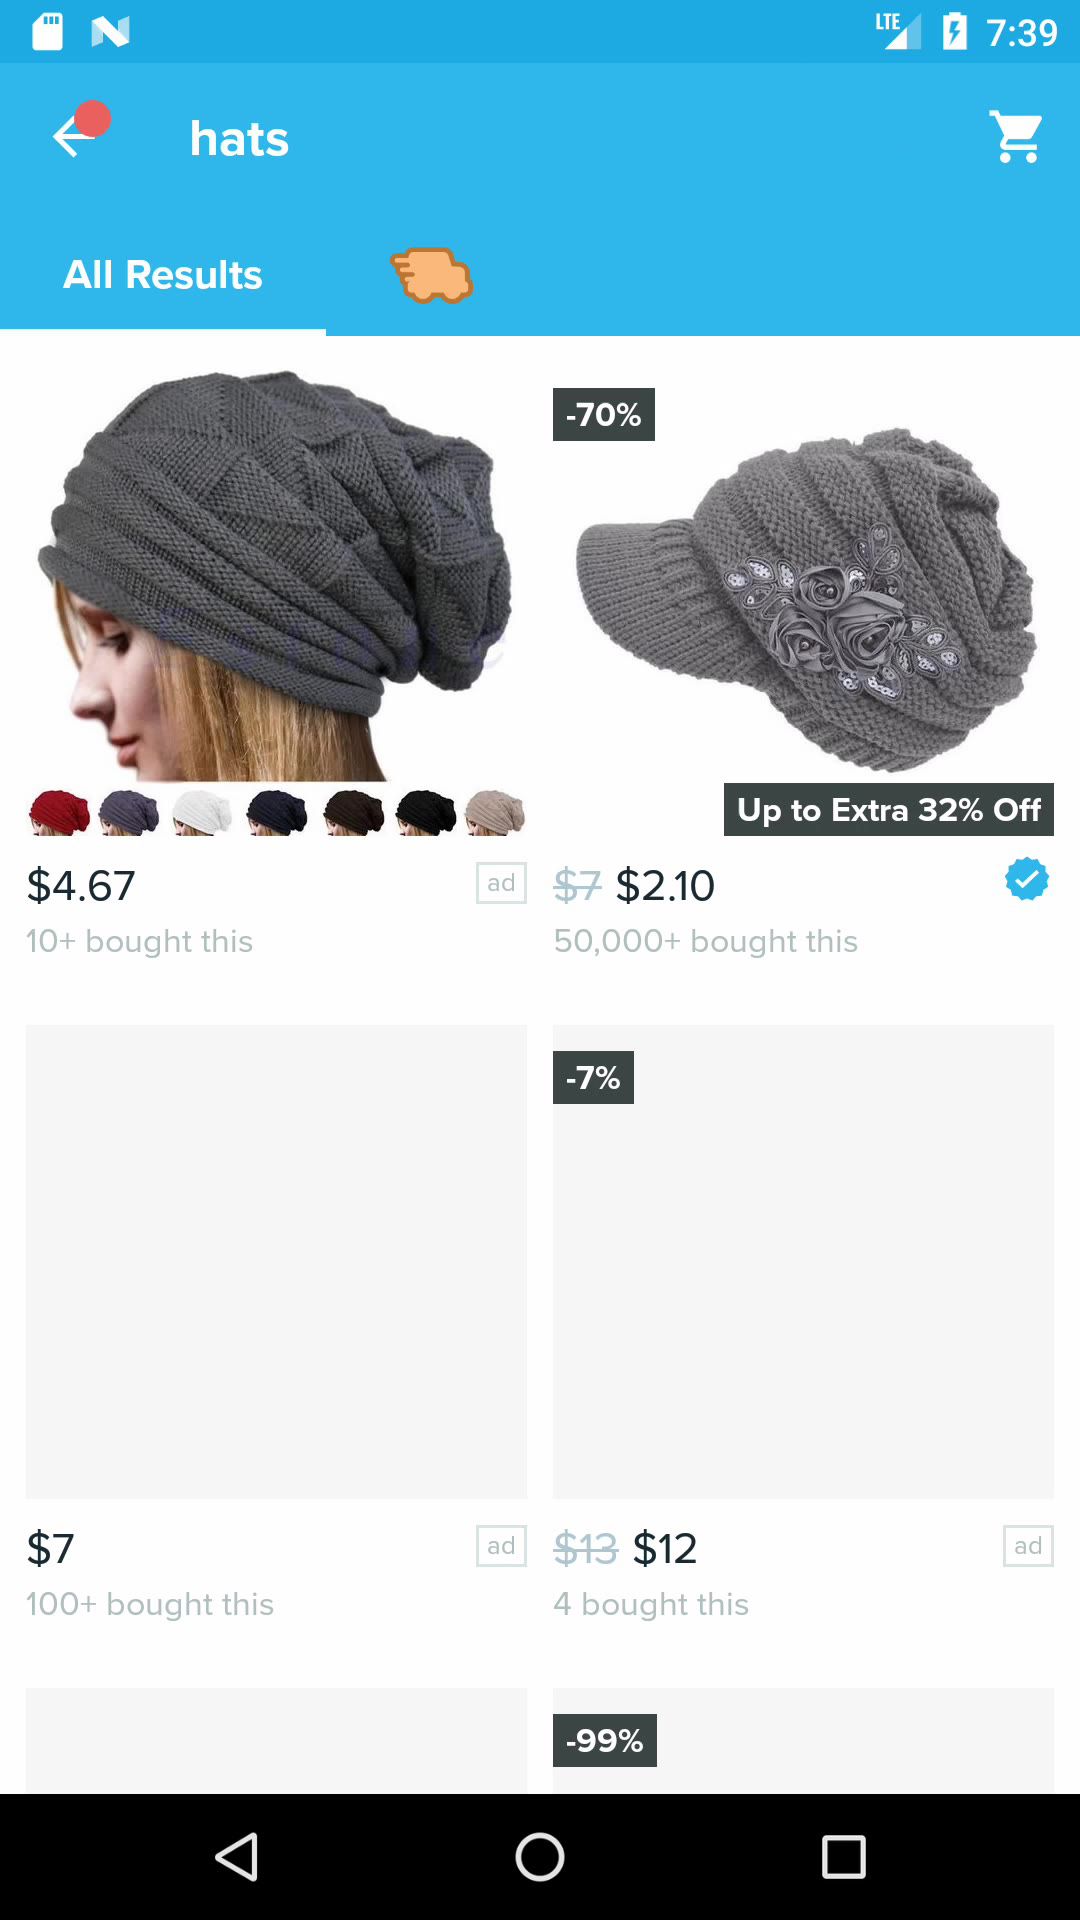 LTE 7:39
hats
All Results
-70%
Up to Extra 32% Off
$4.67 ad
10+ bought this
$7 $2.10
50,000+ bought this
-7%
$7 ad
100+ bought this
$13 $12 ad
4 bought this
-99%